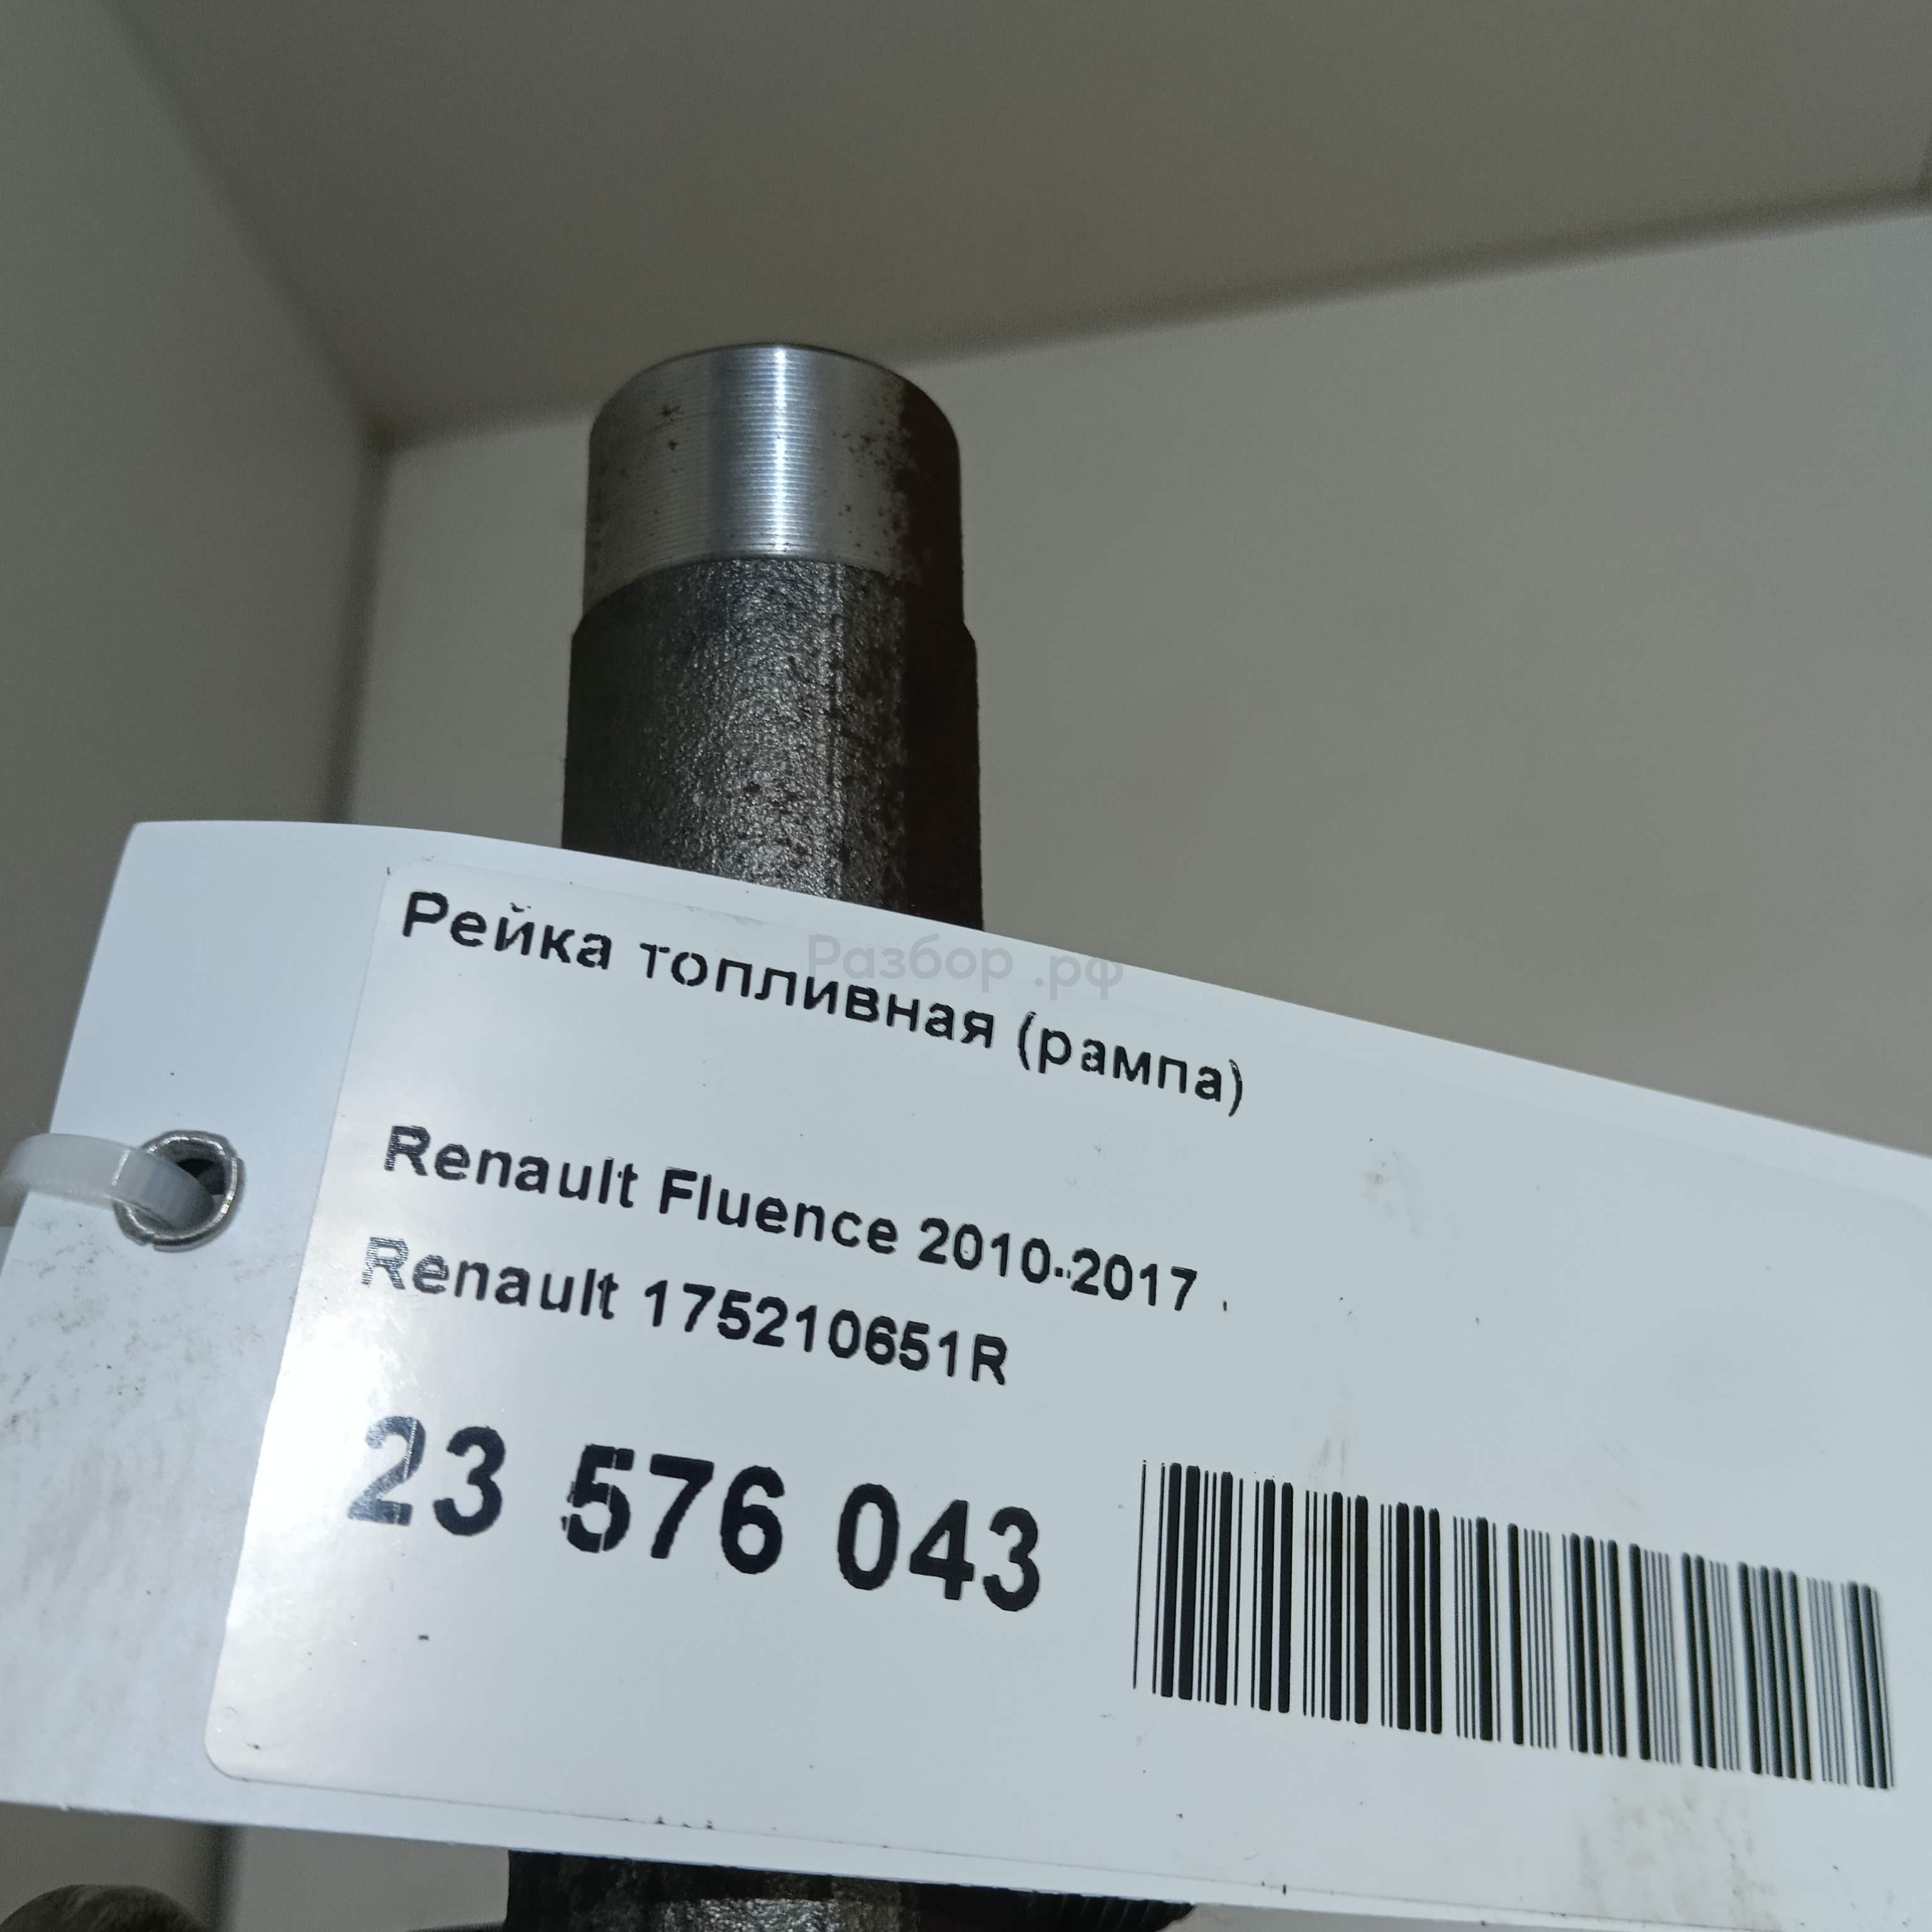 Рейка топливная (рампа)
Разбор.рф
Renault Fluence 2010-2017
Renault 175210651R
23 576 043